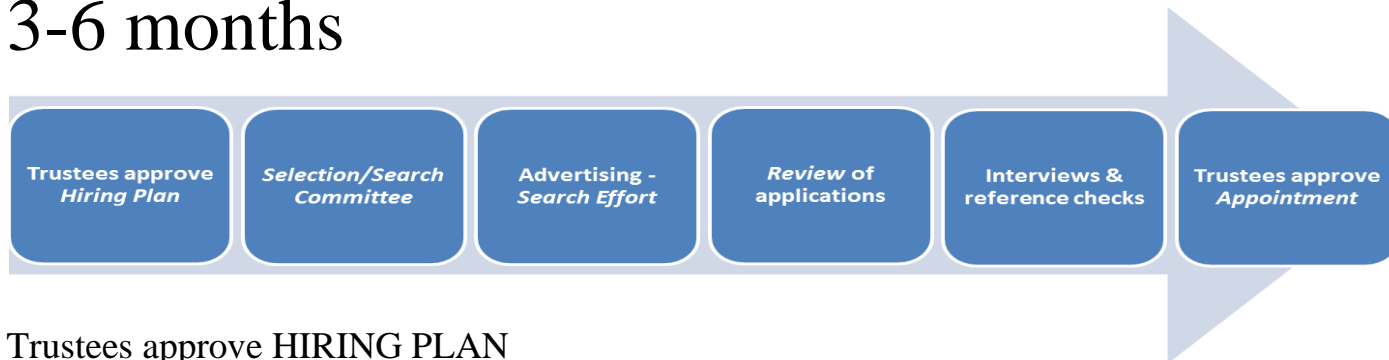 3-6 months
Trustees approve
Hiring Plan
Selection/Search
Committee
Advertising -
Search Effort
Review of
applications
Interviews &
reference checks
Trustees approve
Appointment
Trustees approve HIRING PLAN